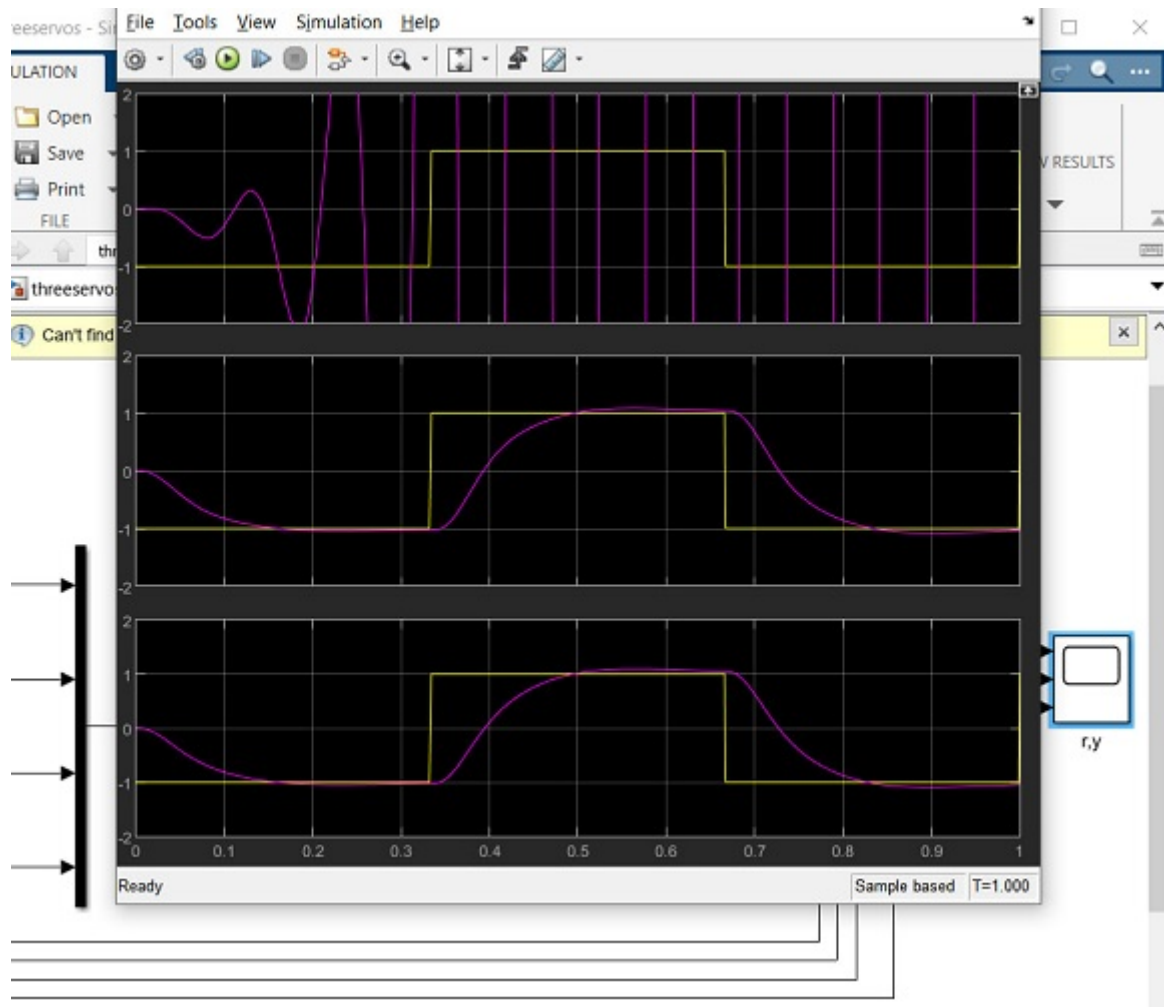 reeservos - Si
File Tools View Simulation Help
ULATION
Open
Save
Print
FILE
V RESULTS
thr
threeservo
Can't find
2
1
0
-1
-2
2
1
0
-1
-2
2
1
0
-1
-2
0 0.1 0.2 0.3 0.4 0.5 0.6 0.7 0.8 0.9 1
r,y
Ready Sample based T=1.000